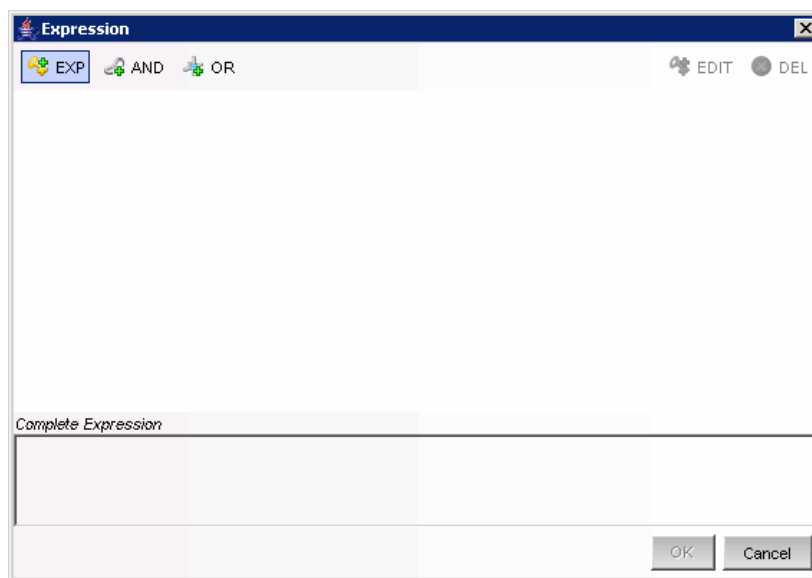 Expression
EXP AND OR EDIT DEL
Complete Expression
OK Cancel